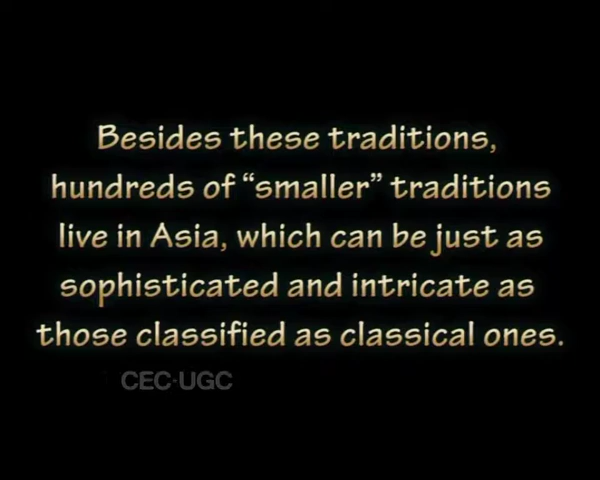 Besides these traditions,
hundreds of “smaller” traditions
live in Asia, which can be just as
sophisticated and intricate as
those classified as classical ones.
CEC-UGC